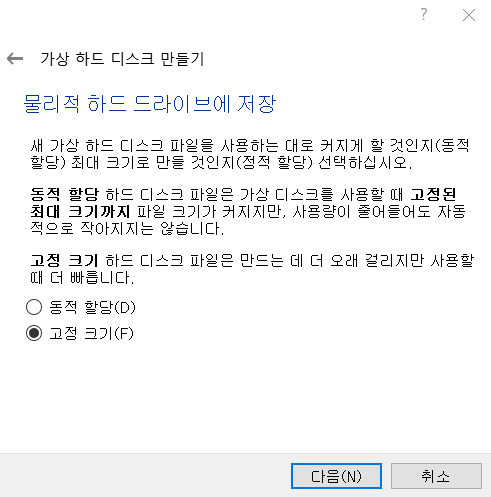 ?
가상 하드 디스크 만들기
물리적 하드 드라이브에 저장
새 가상 하드 디스크 파일을 사용하는 대로 커지게 할 것인지(동적
할당) 최대 크기로 만들 것인지(정적 할당) 선택하십시오.
동적 할당 하드 디스크 파일은 가상 디스크를 사용할 때 고정된
최대 크기까지 파일 크기가 커지지만, 사용량이 줄어들어도 자동
적으로 작아지지는 않습니다.
고정 크기 하드 디스크 파일은 만드는 데 더 오래 걸리지만 사용할
때 더 빠릅니다.
동적 할당(D)
고정 크기(F)
다음(N) 취소